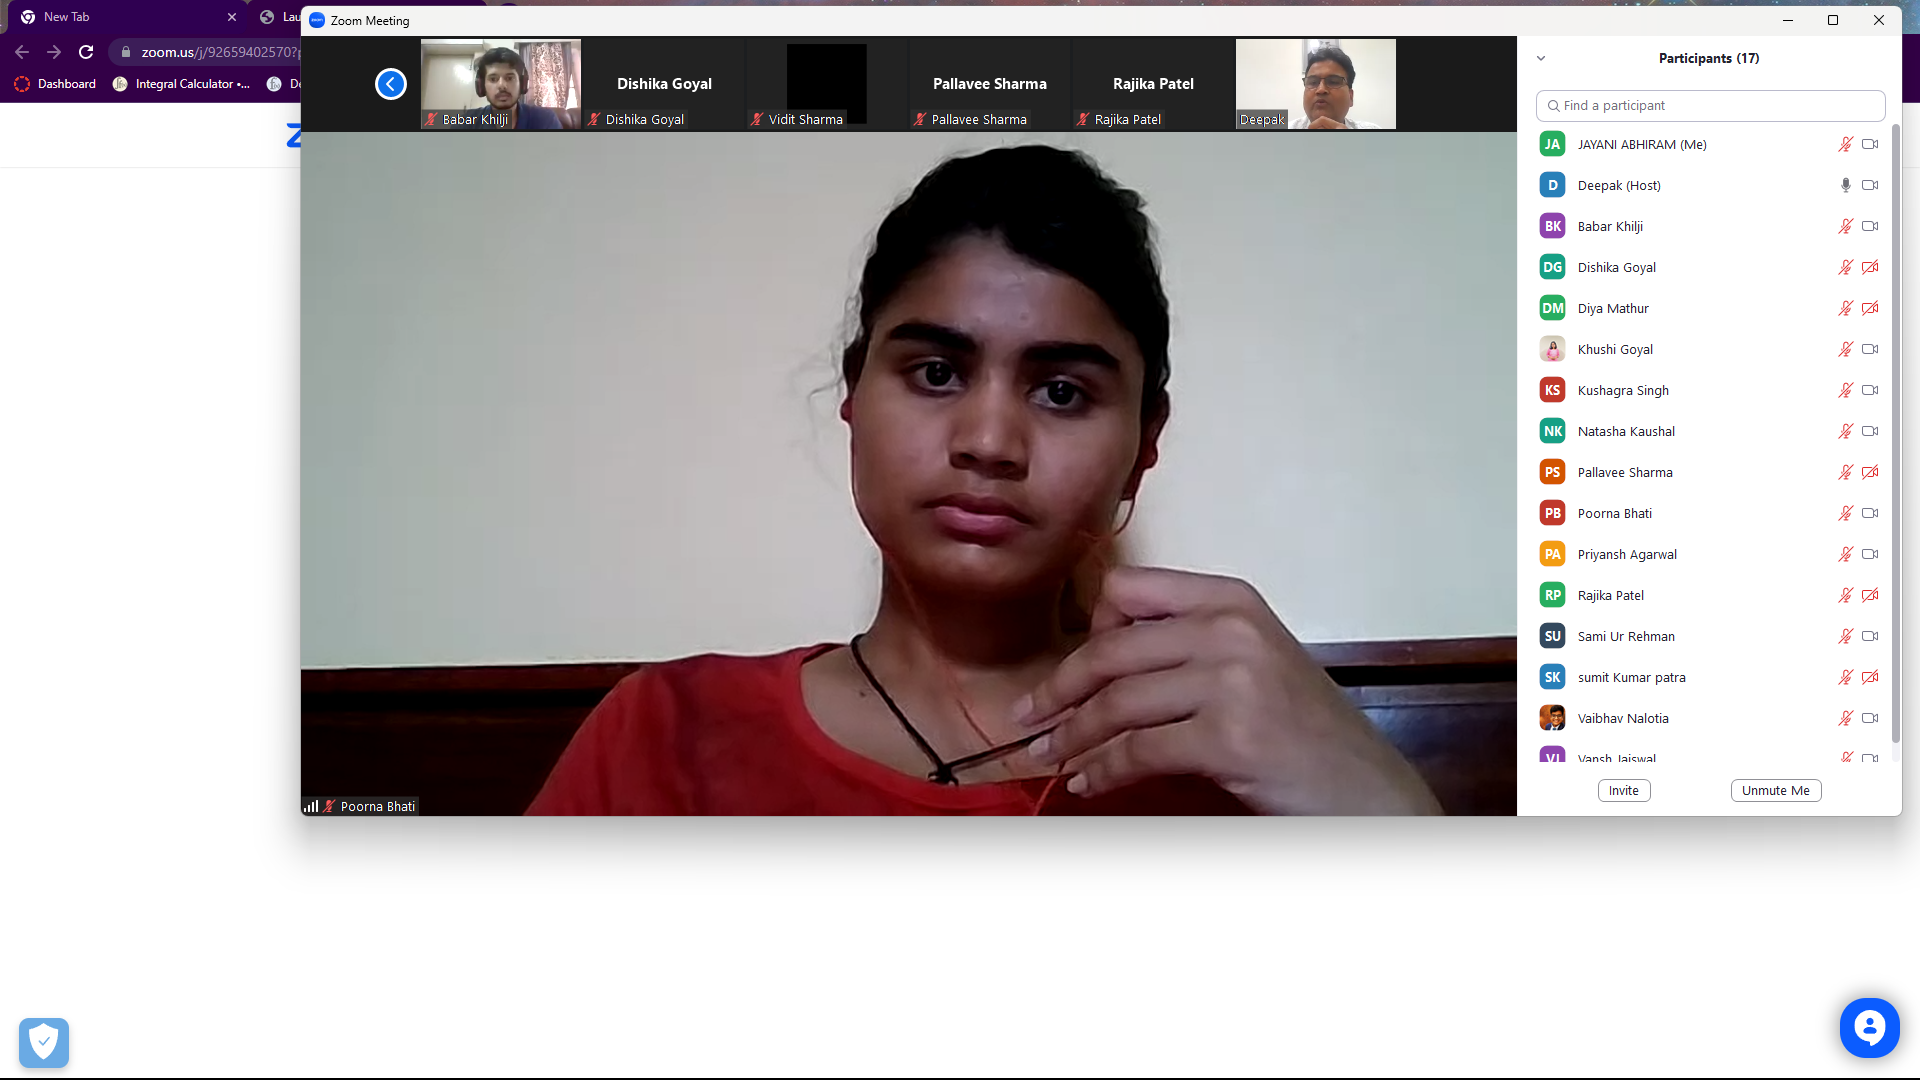 New Tab
Lau
zoom.us/j/92659402570?p
Dashboard
Integral Calculator •...
De
Zoom Meeting
Dishika Goyal
Pallavee Sharma
Rajika Patel
Babar Khilji
Dishika Goyal
Vidit Sharma
Pallavee Sharma
Rajika Patel
Deepak
Poorna Bhati
Participants (17)
Find a participant
JA JAYANI ABHIRAM (Me)
D Deepak (Host)
BK Babar Khilji
DG Dishika Goyal
DM Diya Mathur
Khushi Goyal
KS Kushagra Singh
NK Natasha Kaushal
PS Pallavee Sharma
PB Poorna Bhati
PA Priyansh Agarwal
RP Rajika Patel
SU Sami Ur Rehman
SK sumit Kumar patra
Vaibhav Nalotia
VJ Vansh Jaiswal
Invite
Unmute Me